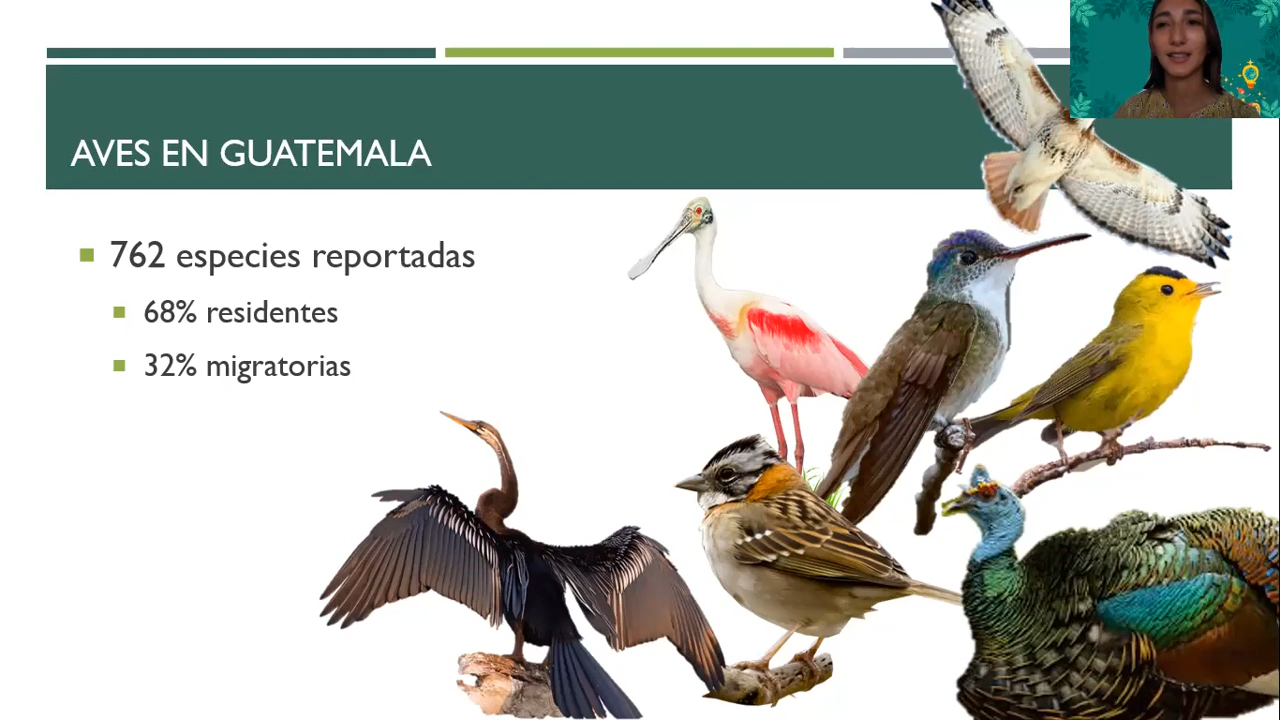 AVES EN GUATEMALA
762 especies reportadas
68% residentes
32% migratorias